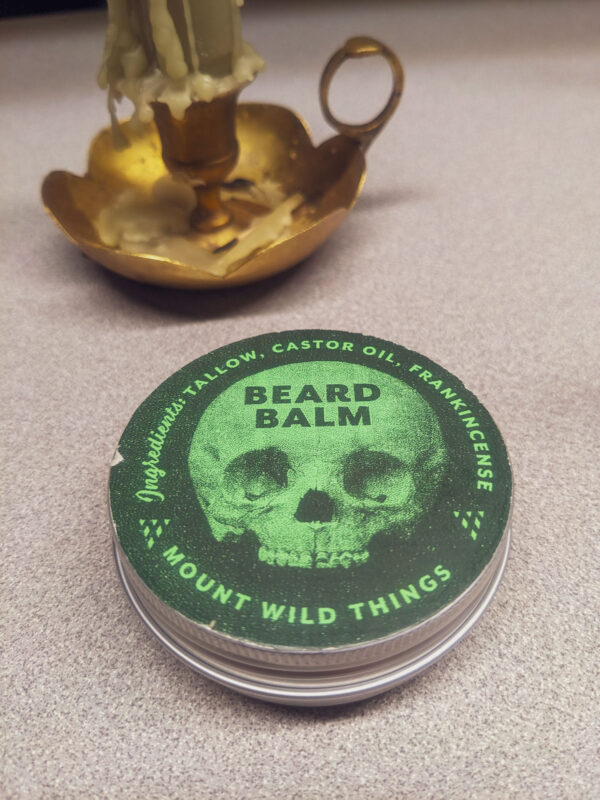 Ingredients: TALLOW, CASTOR OIL, FRANKINCENSE
BEARD
BALM
MOUNT WILD THINGS